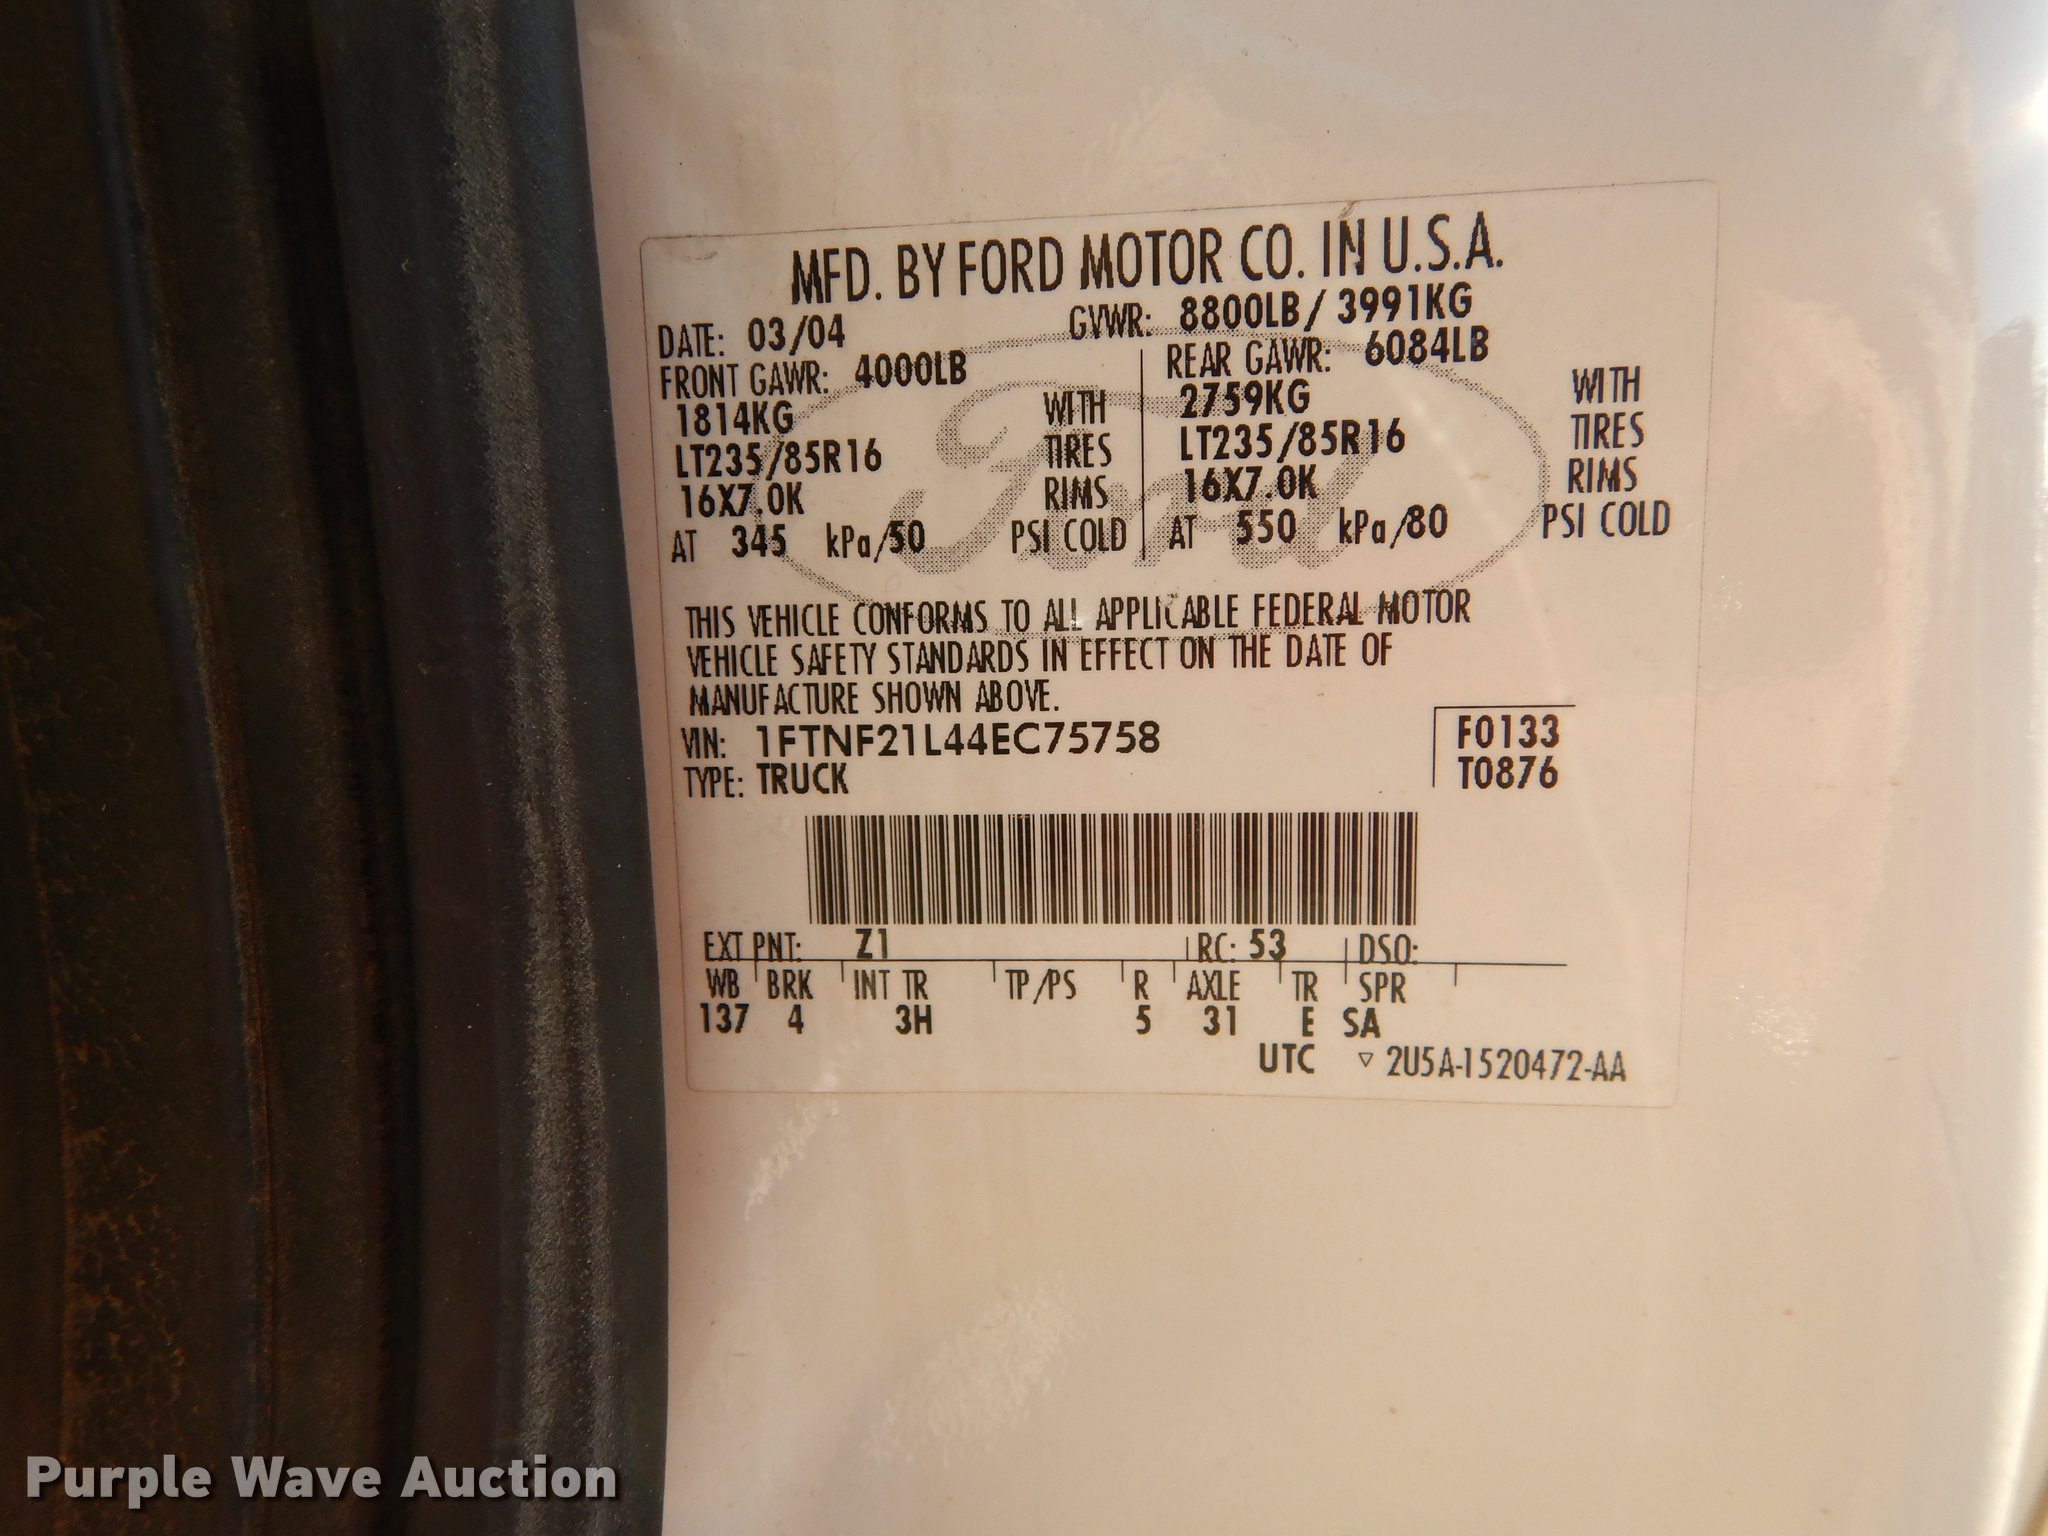 MFD. BY FORD MOTOR CO. IN U.S.A.
DATE: 03/04 GVWR: 8800LB/ 3991KG
FRONT GAWR: 4000LB REAR GAWR: 6084LB
1814KG WITH 2759KG WITH
LT235/85R16 TIRES LT235/85R16 TIRES
16X7.0K RIMS 16X7.0K RIMS
AT 345 kPa/50 PSI COLD AT 550 kPa/80 PSI COLD
Ford
THIS VEHICLE CONFORMS TO ALL APPLICABLE FEDERAL MOTOR
VEHICLE SAFETY STANDARDS IN EFFECT ON THE DATE OF
MANUFACTURE SHOWN ABOVE.
VIN: 1FTNF21L44EC75758 F0133
TYPE: TRUCK T0876
EXT PNT: Z1 RC: 53 DSO:
WB BRK INT TR TP/PS R AXLE TR SPR
137 4 3H 5 31 E SA
UTC ▽ 2U5A-1520472-AA
Purple Wave Auction